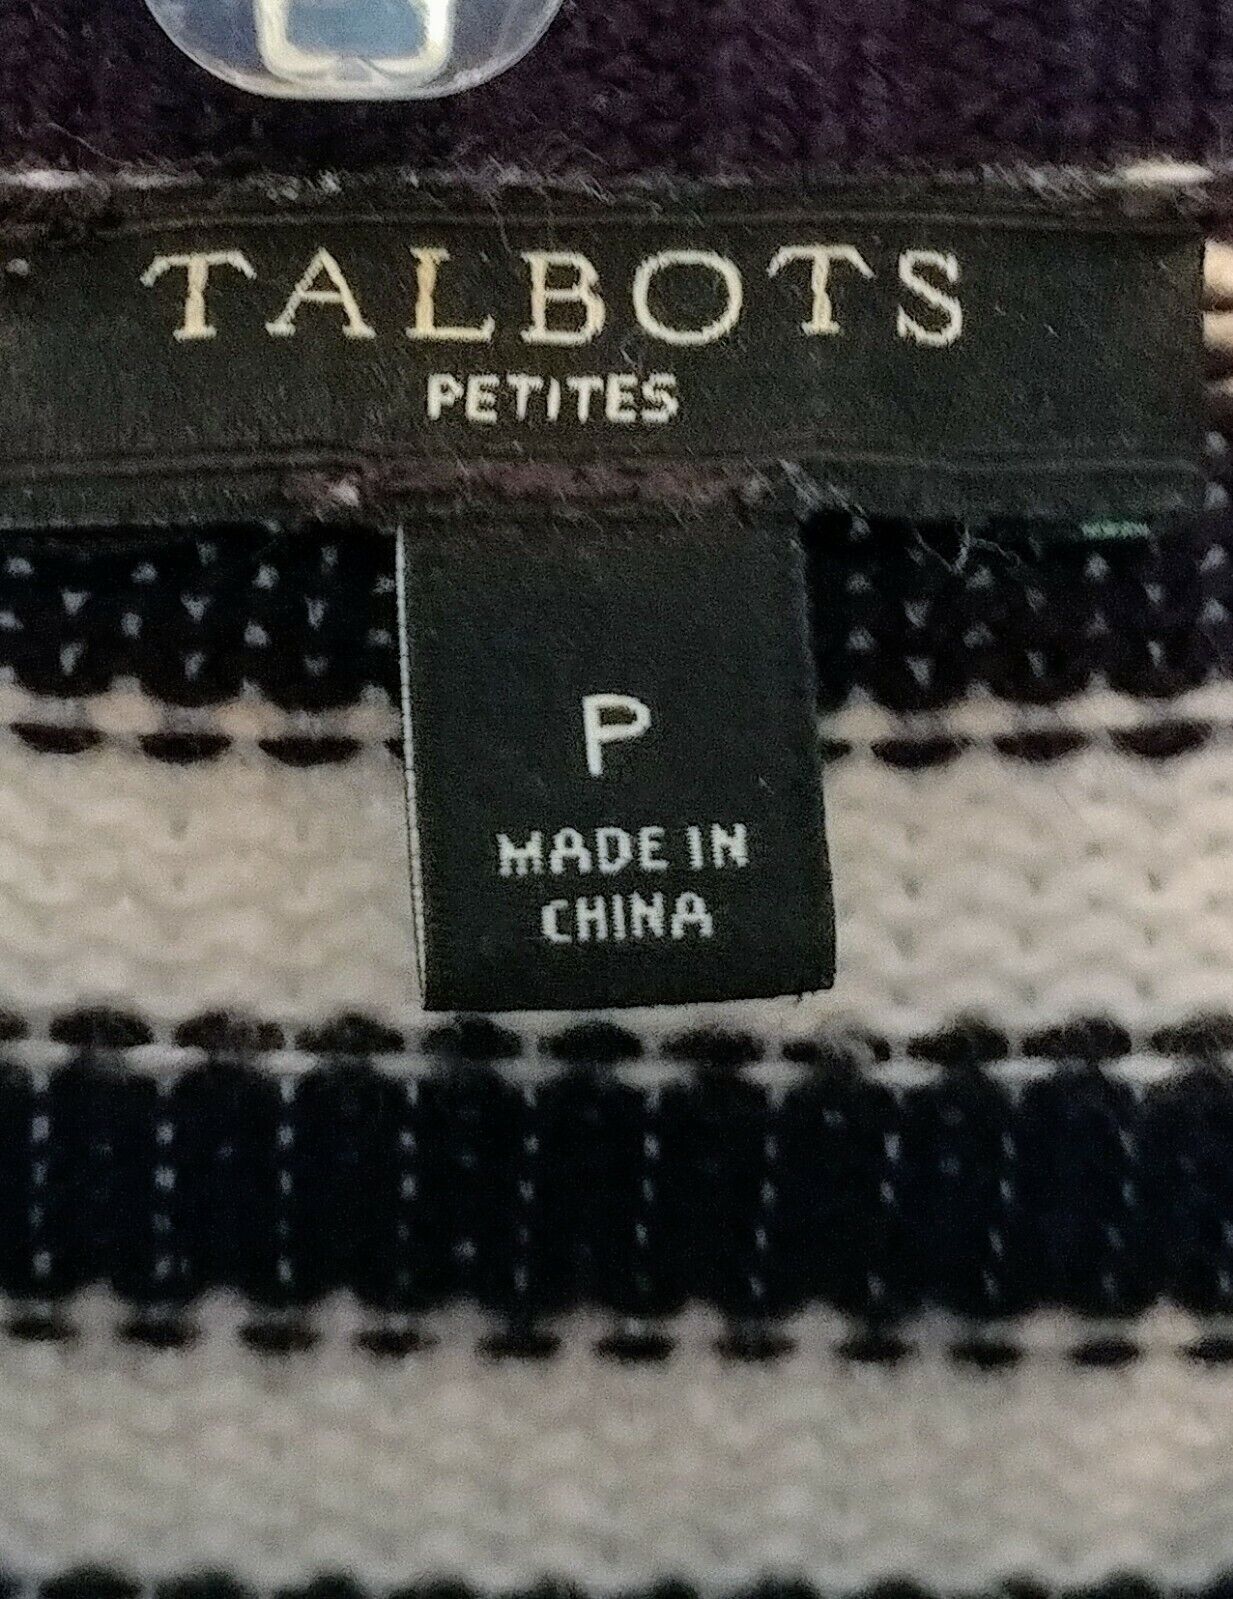 TALBOTS
PETITES
P
MADE IN
CHINA